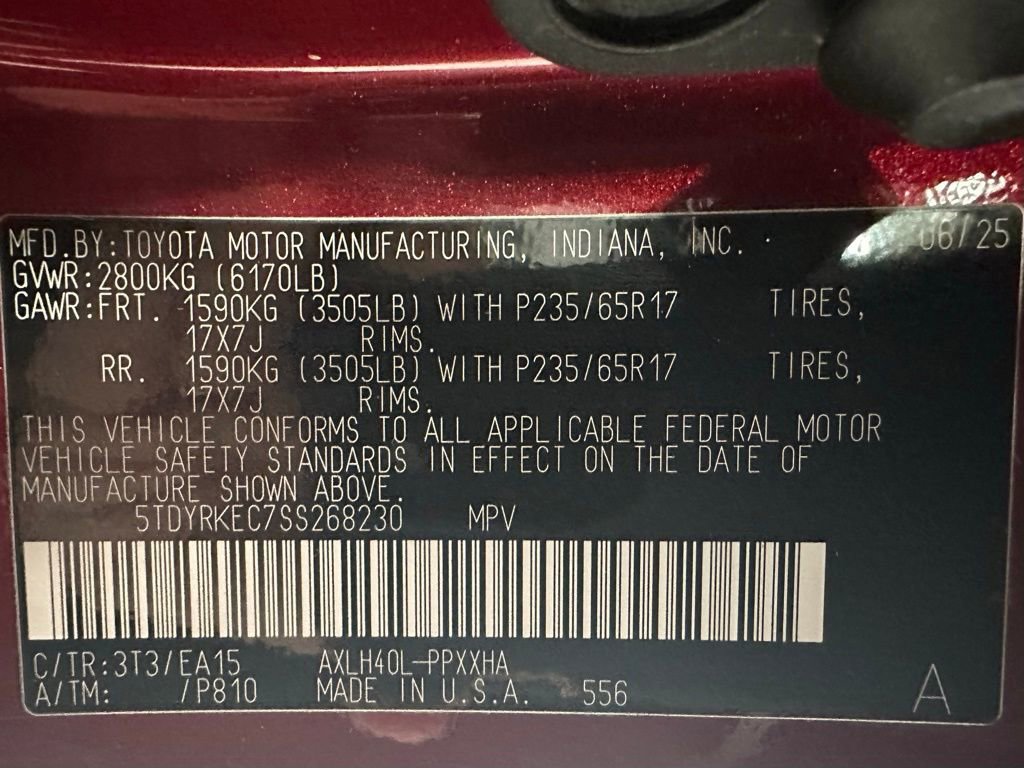 MFD.BY:TOYOTA MOTOR MANUFACTURING, INDIANA, INC. 06/25
GVWR:2800KG (6170LB)
GAWR:FRT. 1590KG (3505LB) WITH P235/65R17 TIRES,
17X7J RIMS.
RR. 1590KG (3505LB) WITH P235/65R17 TIRES,
17X7J RIMS.
THIS VEHICLE CONFORMS TO ALL APPLICABLE FEDERAL MOTOR
VEHICLE SAFETY STANDARDS IN EFFECT ON THE DATE OF
MANUFACTURE SHOWN ABOVE.
5TDYRKEC7SS268230 MPV
C/TR:3T3/EA15 AXLH40L-PPXXHA
A/TM: /P810 MADE IN U.S.A. 556 A